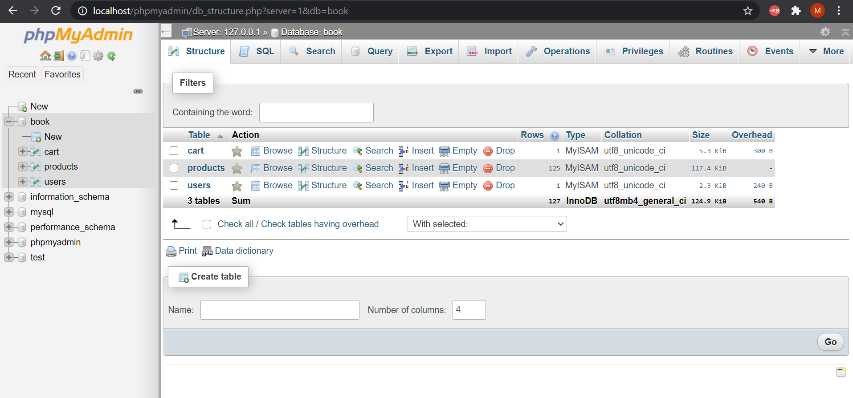 localhost/phpmyadmin/db_structure.php?server=1&db=book
M
phpMyAdmin
Recent Favorites
New
book
New
cart
products
users
information_schema
mysql
performance_schema
phpmyadmin
test
Server: 127.0.0.1 » Database: book
Structure SQL Search Query Export Import Operations Privileges Routines Events More
Filters
Containing the word:
Table Action Rows Type Collation Size Overhead
cart Browse Structure Search Insert Empty Drop 1 MyISAM utf8_unicode_ci 5.3 KiB 300 B
products Browse Structure Search Insert Empty Drop 125 MyISAM utf8_unicode_ci 117.4 KiB -
users Browse Structure Search Insert Empty Drop 1 MyISAM utf8_unicode_ci 2.3 KiB 240 B
3 tables Sum 127 InnoDB utf8mb4_general_ci 124.9 KiB 540 B
Check all / Check tables having overhead With selected:
Print Data dictionary
Create table
Name: Number of columns: 4
Go